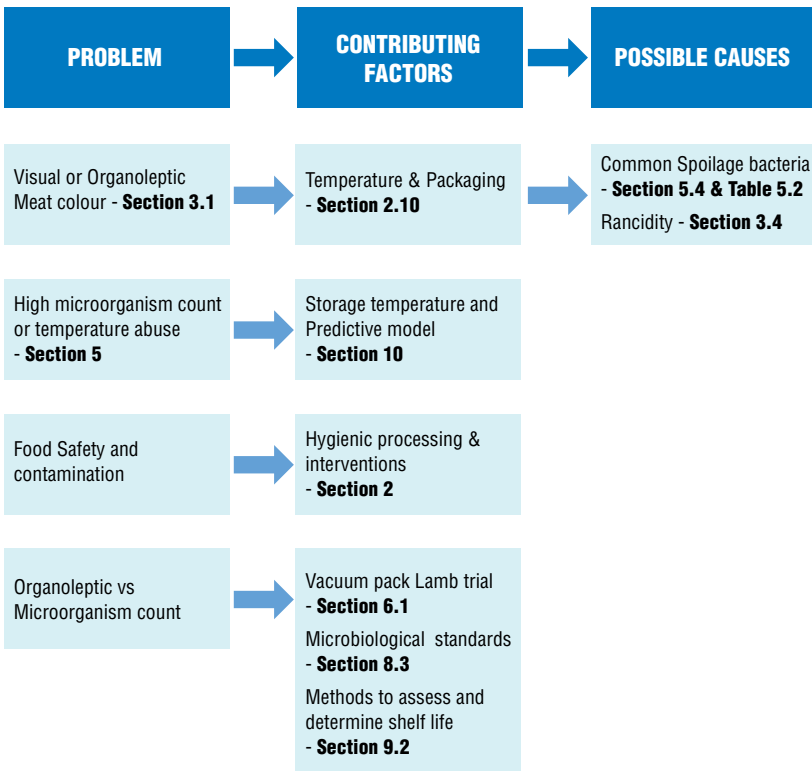 PROBLEM
CONTRIBUTING
FACTORS
POSSIBLE CAUSES
Visual or Organoleptic
Meat colour - Section 3.1
Temperature & Packaging
- Section 2.10
Common Spoilage bacteria
- Section 5.4 & Table 5.2
Rancidity - Section 3.4
High microorganism count
or temperature abuse
- Section 5
Storage temperature and
Predictive model
- Section 10
Food Safety and
contamination
Hygienic processing &
interventions
- Section 2
Organoleptic vs
Microorganism count
Vacuum pack Lamb trial
- Section 6.1
Microbiological standards
- Section 8.3
Methods to assess and
determine shelf life
- Section 9.2